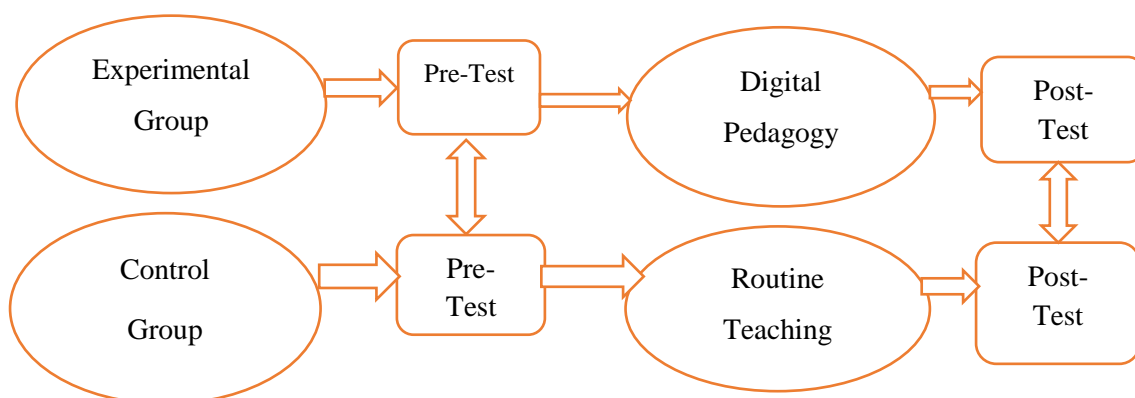 Experimental
Group
Pre-Test
Digital
Pedagogy
Post-
Test
Control
Group
Pre-
Test
Routine
Teaching
Post-
Test